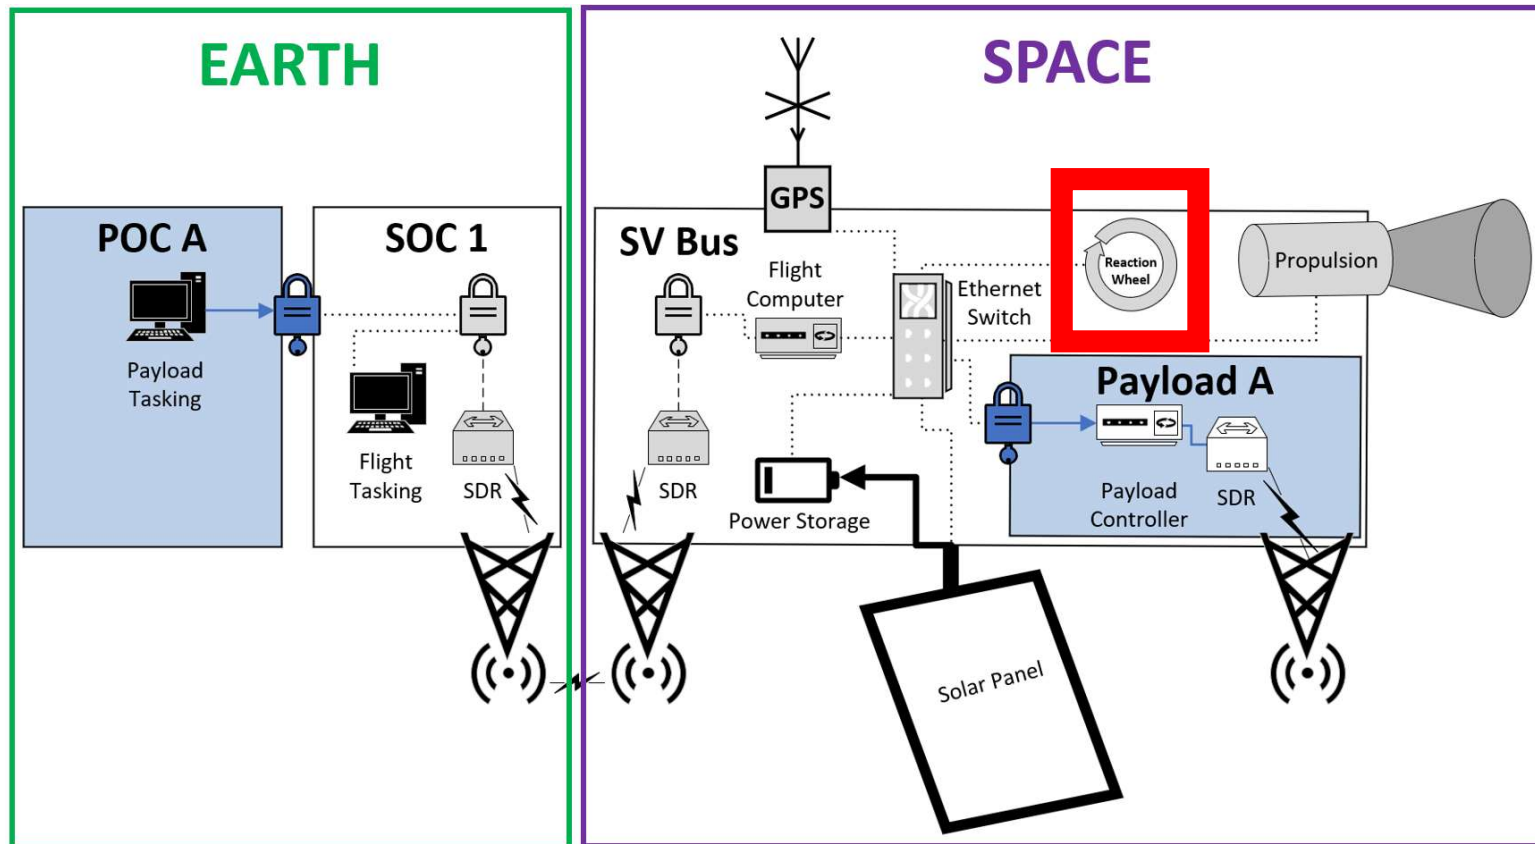 EARTH
SPACE
POC A
Payload
Tasking
SOC 1
Flight
Tasking
SDR
SV Bus
GPS
Flight
Computer
Ethernet
Switch
Reaction
Wheel
Propulsion
SDR
Power Storage
Payload A
Payload
Controller
SDR
Solar Panel